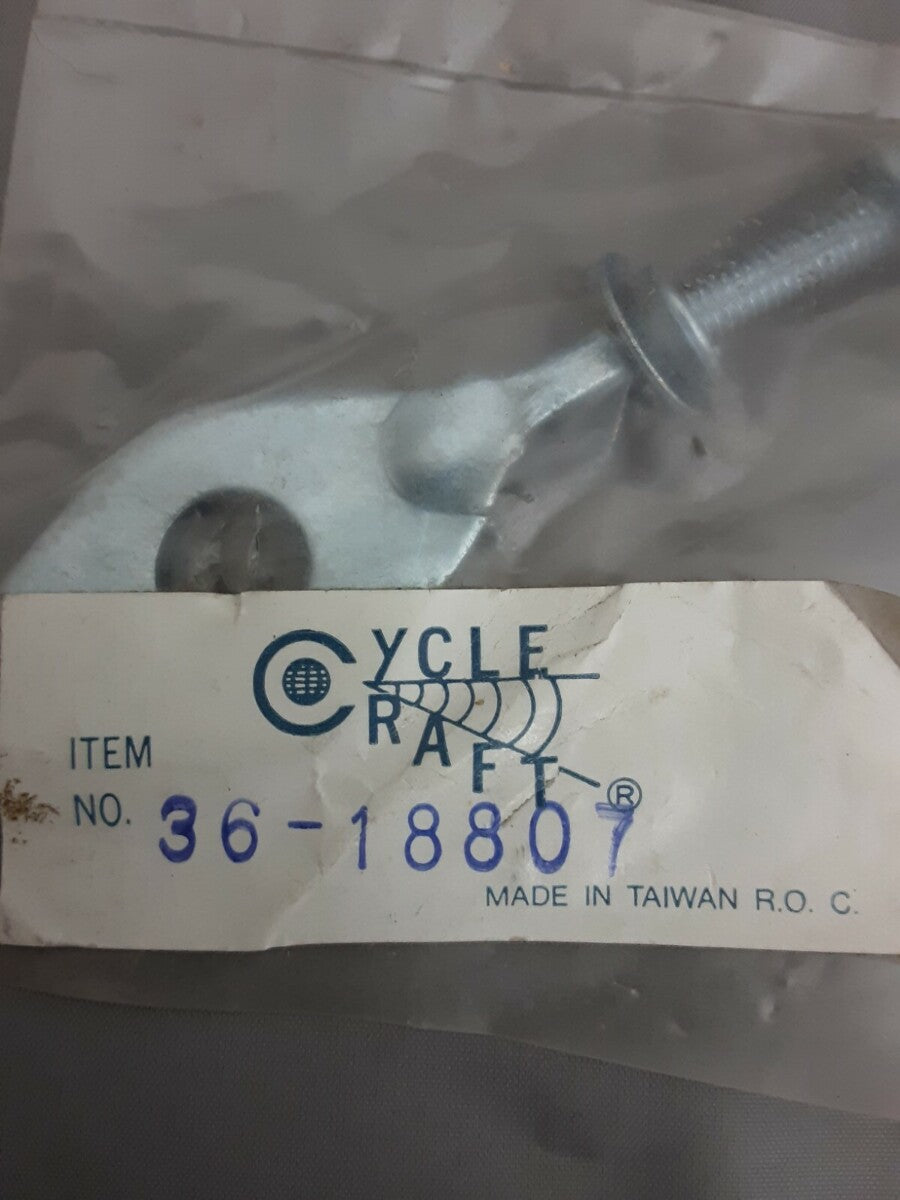 CYCLE
CRAFT®
ITEM
NO. 36-18807
MADE IN TAIWAN R.O. C.